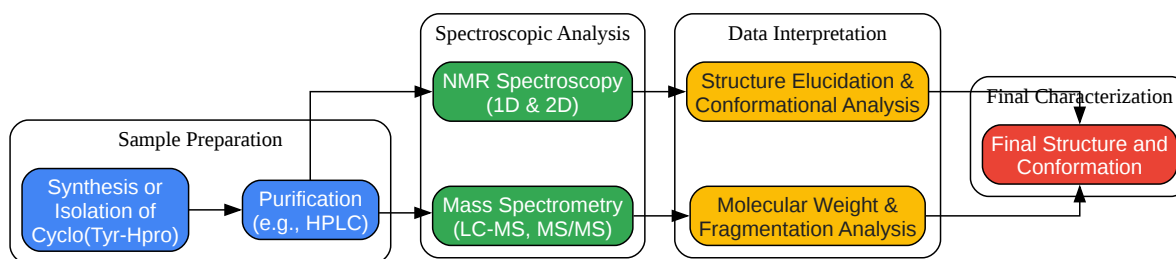 Sample Preparation
Synthesis or
Isolation of
Cyclo(Tyr-Hpro)
Purification
(e.g., HPLC)
Spectroscopic Analysis
NMR Spectroscopy
(1D & 2D)
Mass Spectrometry
(LC-MS, MS/MS)
Data Interpretation
Structure Elucidation &
Conformational Analysis
Molecular Weight &
Fragmentation Analysis
Final Characterization
Final Structure and
Conformation